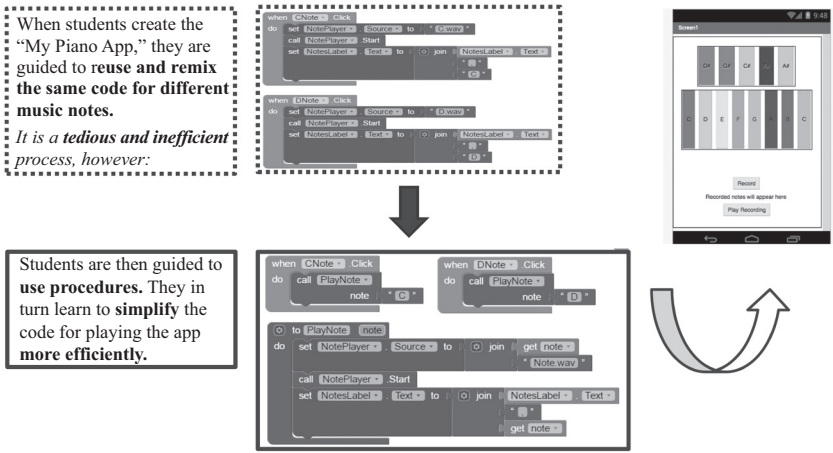 When students create the
“My Piano App,” they are
guided to reuse and remix
the same code for different
music notes.
It is a tedious and inefficient
process, however:
when CNote .Click
do set NotePlayer . Source to " C.wav "
call NotePlayer .Start
set NotesLabel . Text to join NotesLabel . Text
" , "
" C "
when DNote .Click
do set NotePlayer . Source to " D.wav "
call NotePlayer .Start
set NotesLabel . Text to join NotesLabel . Text
" , "
" D "
9:48
Screen1
D# G# C# A#
C D E F G A B C
Record
Recorded notes will appear here
Play Recording
Students are then guided to
use procedures. They in
turn learn to simplify the
code for playing the app
more efficiently.
when CNote .Click
do call PlayNote
note " C "
when DNote .Click
do call PlayNote
note " D "
to PlayNote note
do set NotePlayer . Source to join get note
" Note.wav "
call NotePlayer .Start
set NotesLabel . Text to join NotesLabel . Text
" , "
get note